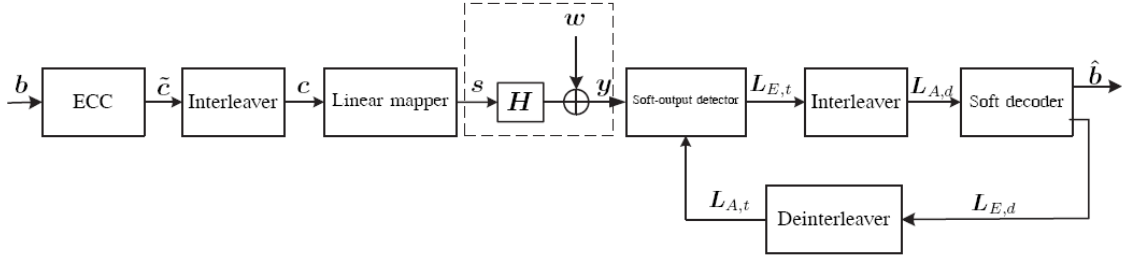 b
ECC
c̃
Interleaver
c
Linear mapper
s
H
w
y
Soft-output detector
L_{E,t}
Interleaver
L_{A,d}
Soft decoder
b̂
L_{A,t}
Deinterleaver
L_{E,d}